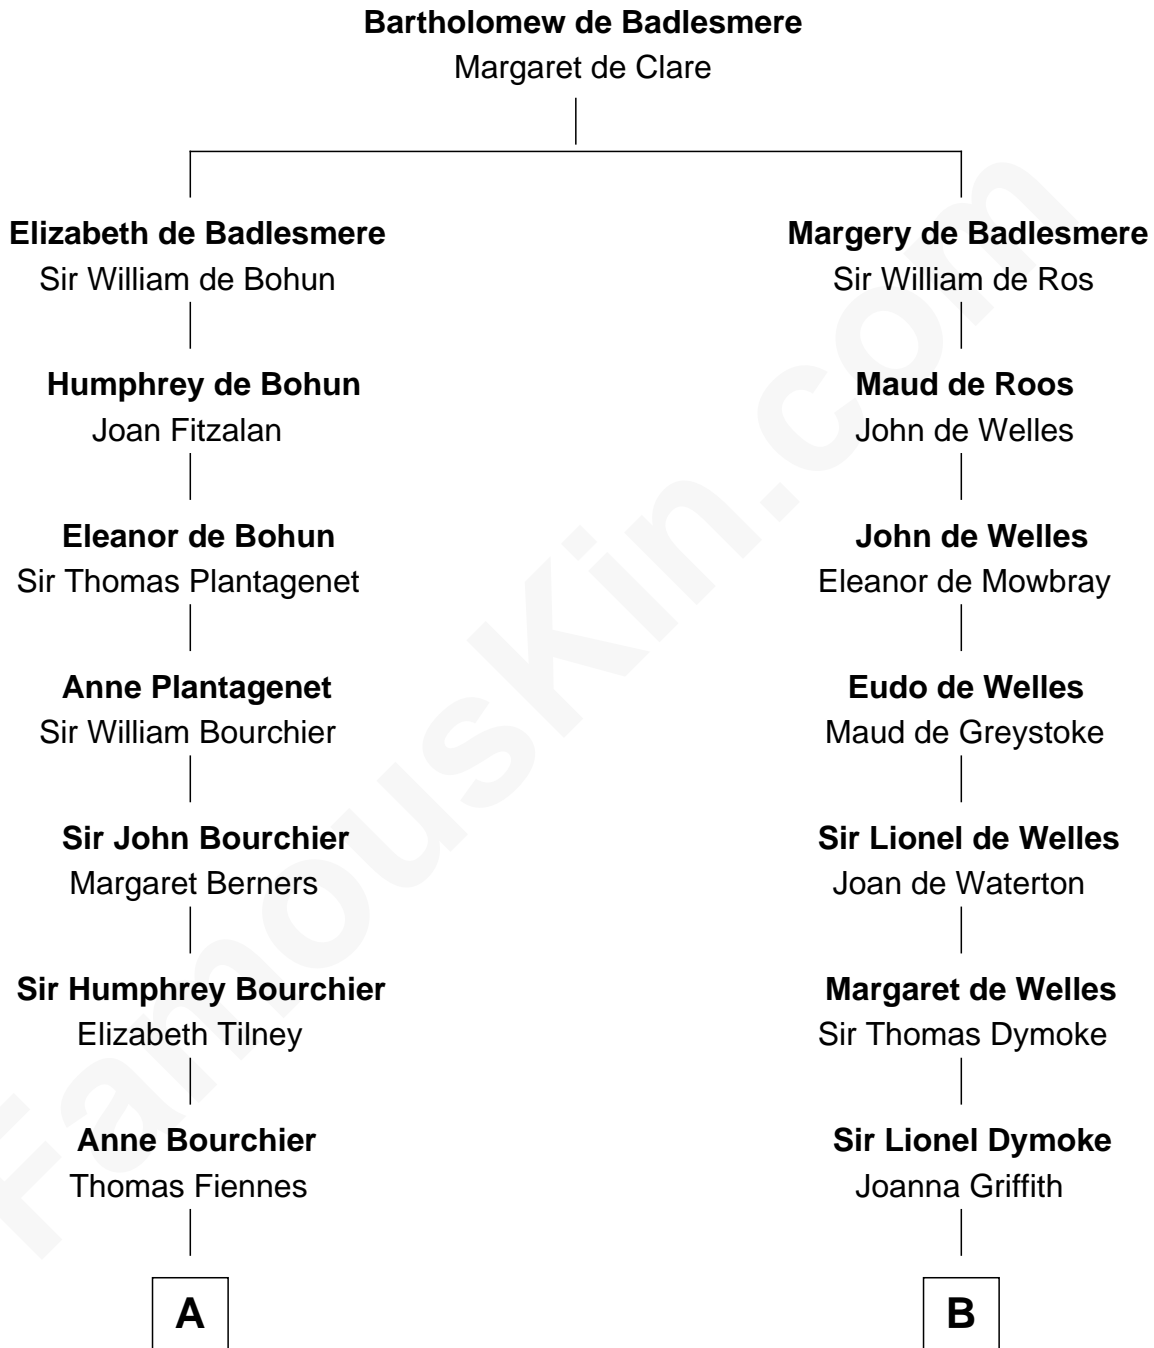 Bartholomew de Badlesmere
Margaret de Clare
Elizabeth de Badlesmere
Sir William de Bohun
Margery de Badlesmere
Sir William de Ros
Humphrey de Bohun
Joan Fitzalan
Maud de Roos
John de Welles
Eleanor de Bohun
Sir Thomas Plantagenet
John de Welles
Eleanor de Mowbray
Anne Plantagenet
Sir William Bourchier
Eudo de Welles
Maud de Greystoke
Sir John Bourchier
Margaret Berners
Sir Lionel de Welles
Joan de Waterton
Sir Humphrey Bourchier
Elizabeth Tilney
Margaret de Welles
Sir Thomas Dymoke
Anne Bourchier
Thomas Fiennes
Sir Lionel Dymoke
Joanna Griffith
A
B
FamousKin.com